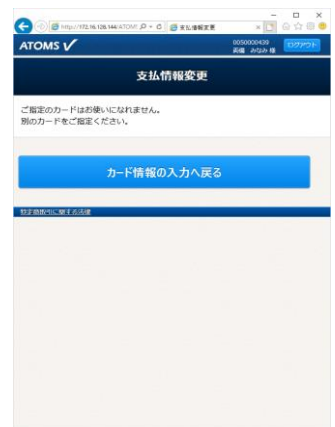 http://172.16.128.144/ATOM! 支払情報変更
ATOMS V
0050000439
ログアウト
みなみ 様
支払情報変更
ご指定のカードはお使いになれません。
別のカードをご指定ください。
カード情報の入力へ戻る
特定商取引に関する法律